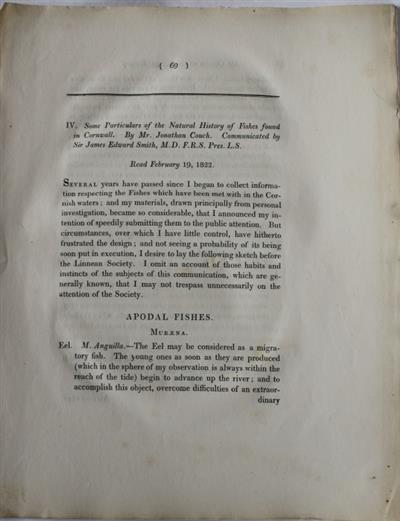 ( 69 )
IV. Some Particulars of the Natural History of Fishes found
in Cornwall. By Mr. Jonathan Couch. Communicated by
Sir James Edward Smith, M.D. F.R.S. Pres. L.S.
Read February 19, 1822.
SEVERAL years have passed since I began to collect informa-
tion respecting the Fishes which have been met with in the Cor-
nish waters; and my materials, drawn principally from personal
investigation, became so considerable, that I announced my in-
tention of speedily submitting them to the public attention. But
circumstances, over which I have little control, have hitherto
frustrated the design; and not seeing a probability of its being
soon put in execution, I desire to lay the following sketch before
the Linnean Society. I omit an account of those habits and
instincts of the subjects of this communication, which are ge-
nerally known, that I may not trespass unnecessarily on the
attention of the Society.
APODAL FISHES.
MURÆNA.
Eel. M. Anguilla.—The Eel may be considered as a migra-
tory fish. The young ones as soon as they are produced
(which in the sphere of my observation is always within the
reach of the tide) begin to advance up the river; and to
accomplish this object, overcome difficulties of an extraor-
dinary